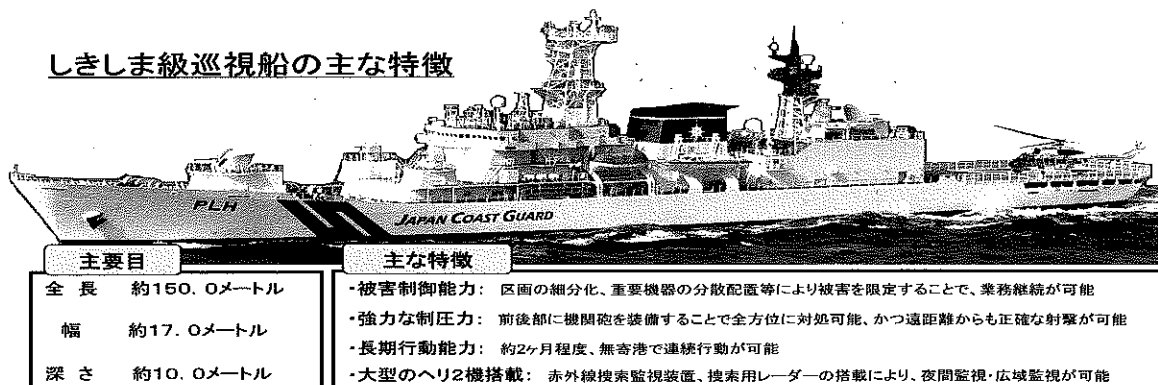 しきしま級巡視船の主な特徴
PLH
JAPAN COAST GUARD
主要目
全 長 約150.0メートル
幅 約17.0メートル
深 さ 約10.0メートル
主な特徴
・被害制御能力: 区画の細分化、重要機器の分散配置等により被害を限定することで、業務継続が可能
・強力な制圧力: 前後部に機関砲を装備することで全方位に対処可能、かつ遠距離からも正確な射撃が可能
・長期行動能力: 約2ヶ月程度、無寄港で連続行動が可能
・大型のヘリ2機搭載: 赤外線捜索監視装置、捜索用レーダーの搭載により、夜間監視・広域監視が可能